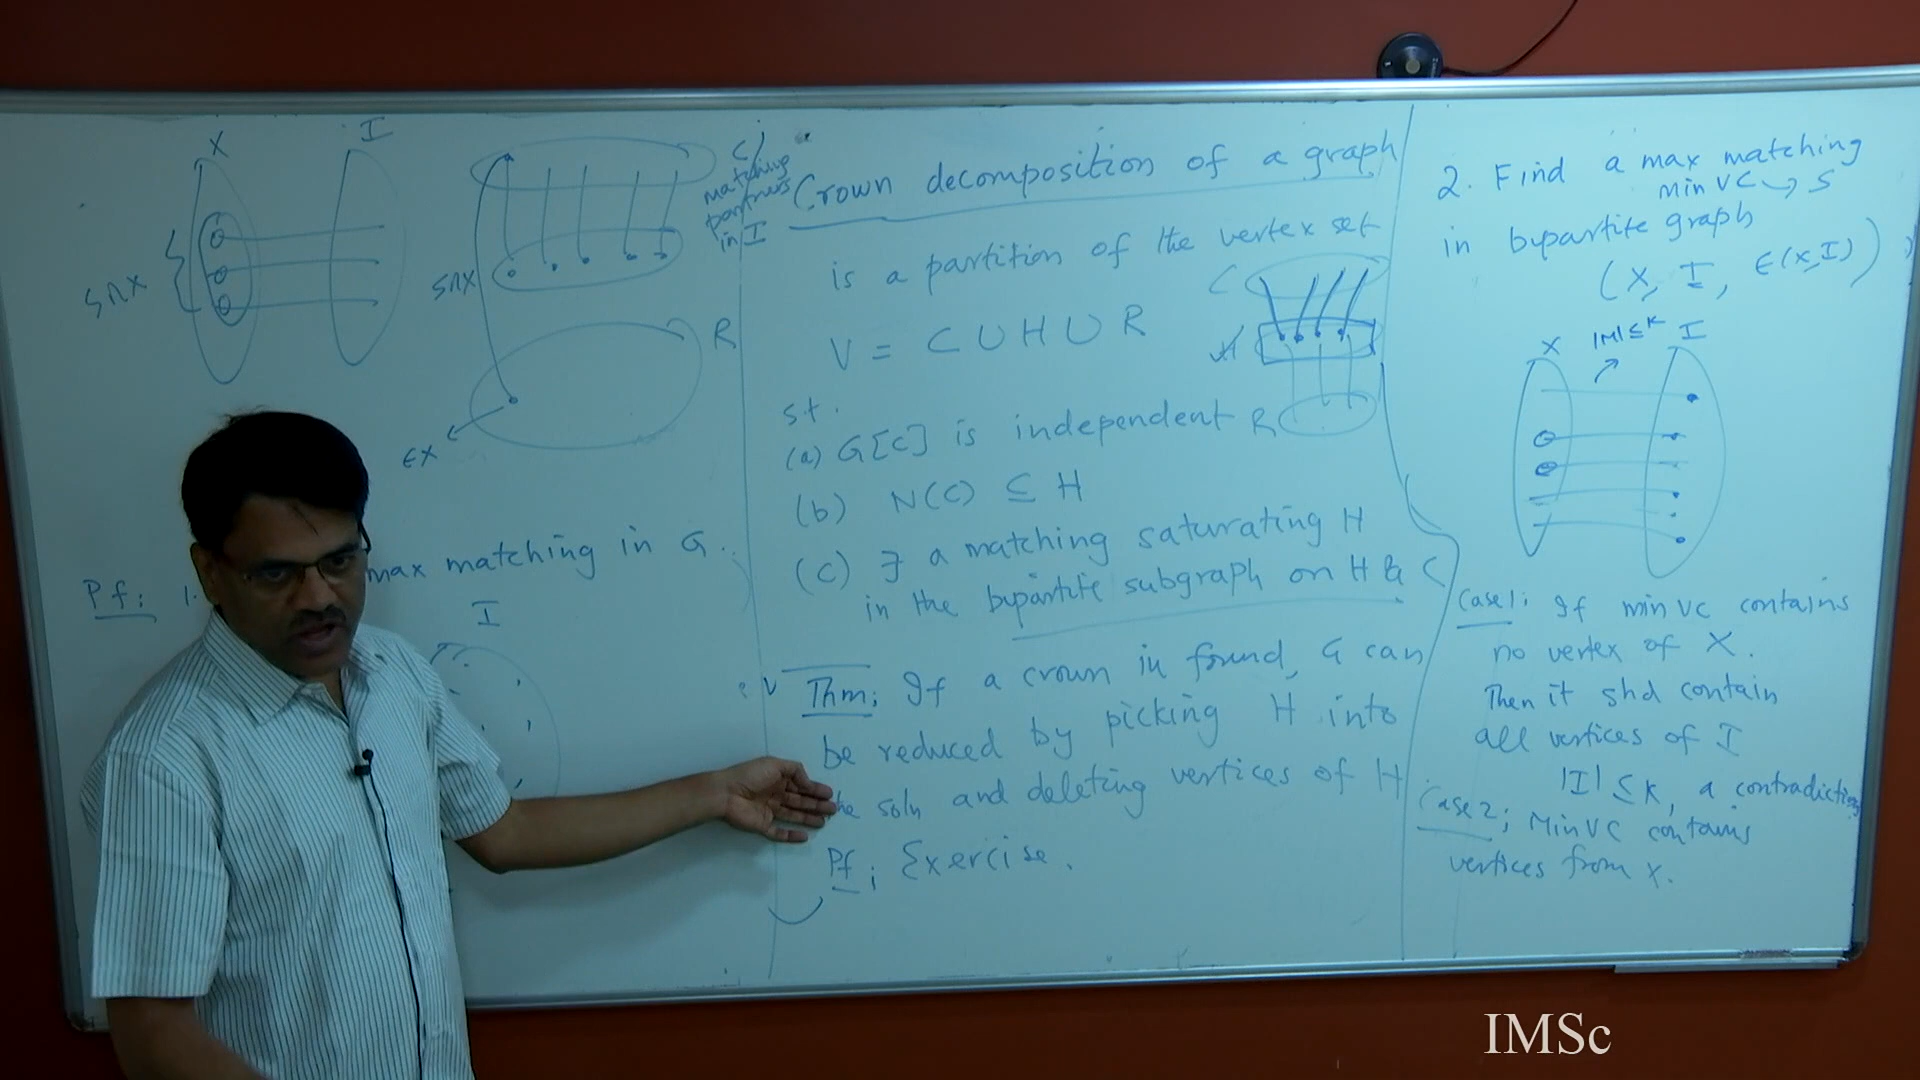 X
I
S∩X
C;
matching
partners
in I
S∩X
R
∈X
Pf: 1.
max matching in G.
I
Crown decomposition of a graph
is a partition of the vertex set
V = C ∪ H ∪ R
C
H
R
s.t.
(a) G[C] is independent
(b) N(C) ⊆ H
(c) ∃ a matching saturating H
in the bipartite subgraph on H & C
Thm: If a crown in found, G can
be reduced by picking H into
the soln and deleting vertices of H
Pf: Exercise.
2. Find a max matching
min VC → S
in bipartite graph
(X, I, E(X,I))
X
|M| ≤ K
I
Case 1: If min VC contains
no vertex of X.
Then it shd contain
all vertices of I
|I| ≤ K, a contradiction
Case 2: Min VC contains
vertices from X.
IMSc